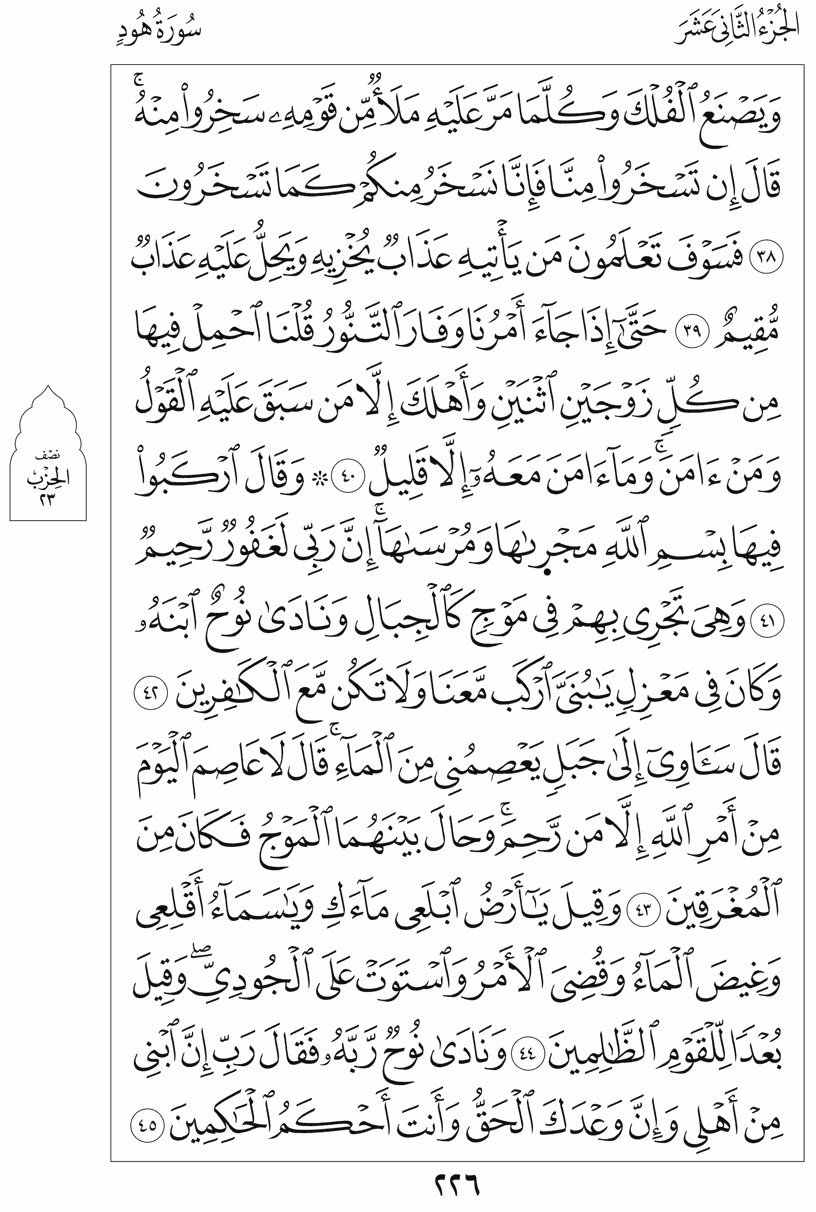 الجُزْءُ الثَّانِى عَشَرَ
سُورَةُ هُودٍ
وَيَصۡنَعُ ٱلۡفُلۡكَ وَكُلَّمَا مَرَّ عَلَيۡهِ مَلَأٞ مِّن قَوۡمِهِۦ سَخِرُواْ مِنۡهُۚ
قَالَ إِن تَسۡخَرُواْ مِنَّا فَإِنَّا نَسۡخَرُ مِنكُمۡ كَمَا تَسۡخَرُونَ
٣٨ فَسَوۡفَ تَعۡلَمُونَ مَن يَأۡتِيهِ عَذَابٞ يُخۡزِيهِ وَيَحِلُّ عَلَيۡهِ عَذَابٞ
مُّقِيمٌ ٣٩ حَتَّىٰٓ إِذَا جَآءَ أَمۡرُنَا وَفَارَ ٱلتَّنُّورُ قُلۡنَا ٱحۡمِلۡ فِيهَا
مِن كُلّٖ زَوۡجَيۡنِ ٱثۡنَيۡنِ وَأَهۡلَكَ إِلَّا مَن سَبَقَ عَلَيۡهِ ٱلۡقَوۡلُ
وَمَنۡ ءَامَنَۚ وَمَآ ءَامَنَ مَعَهُۥٓ إِلَّا قَلِيلٞ ٤٠ ۞ وَقَالَ ٱرۡكَبُواْ
فِيهَا بِسۡمِ ٱللَّهِ مَجۡرٜىٰهَا وَمُرۡسَىٰهَآۚ إِنَّ رَبِّي لَغَفُورٞ رَّحِيمٞ
٤١ وَهِيَ تَجۡرِي بِهِمۡ فِي مَوۡجٖ كَٱلۡجِبَالِ وَنَادَىٰ نُوحٌ ٱبۡنَهُۥ
وَكَانَ فِي مَعۡزِلٖ يَٰبُنَيَّ ٱرۡكَب مَّعَنَا وَلَا تَكُن مَّعَ ٱلۡكَٰفِرِينَ ٤٢
قَالَ سَـَٔاوِيٓ إِلَىٰ جَبَلٖ يَعۡصِمُنِي مِنَ ٱلۡمَآءِۚ قَالَ لَا عَاصِمَ ٱلۡيَوۡمَ
مِنۡ أَمۡرِ ٱللَّهِ إِلَّا مَن رَّحِمَۚ وَحَالَ بَيۡنَهُمَا ٱلۡمَوۡجُ فَكَانَ مِنَ
ٱلۡمُغۡرَقِينَ ٤٣ وَقِيلَ يَٰٓأَرۡضُ ٱبۡلَعِي مَآءَكِ وَيَٰسَمَآءُ أَقۡلِعِي
وَغِيضَ ٱلۡمَآءُ وَقُضِيَ ٱلۡأَمۡرُ وَٱسۡتَوَتۡ عَلَى ٱلۡجُودِيِّۖ وَقِيلَ
بُعۡدٗا لِّلۡقَوۡمِ ٱلظَّٰلِمِينَ ٤٤ وَنَادَىٰ نُوحٞ رَّبَّهُۥ فَقَالَ رَبِّ إِنَّ ٱبۡنِي
مِنۡ أَهۡلِي وَإِنَّ وَعۡدَكَ ٱلۡحَقُّ وَأَنتَ أَحۡكَمُ ٱلۡحَٰكِمِينَ ٤٥
نصْف
الحِزْب
٢٣
٢٢٦